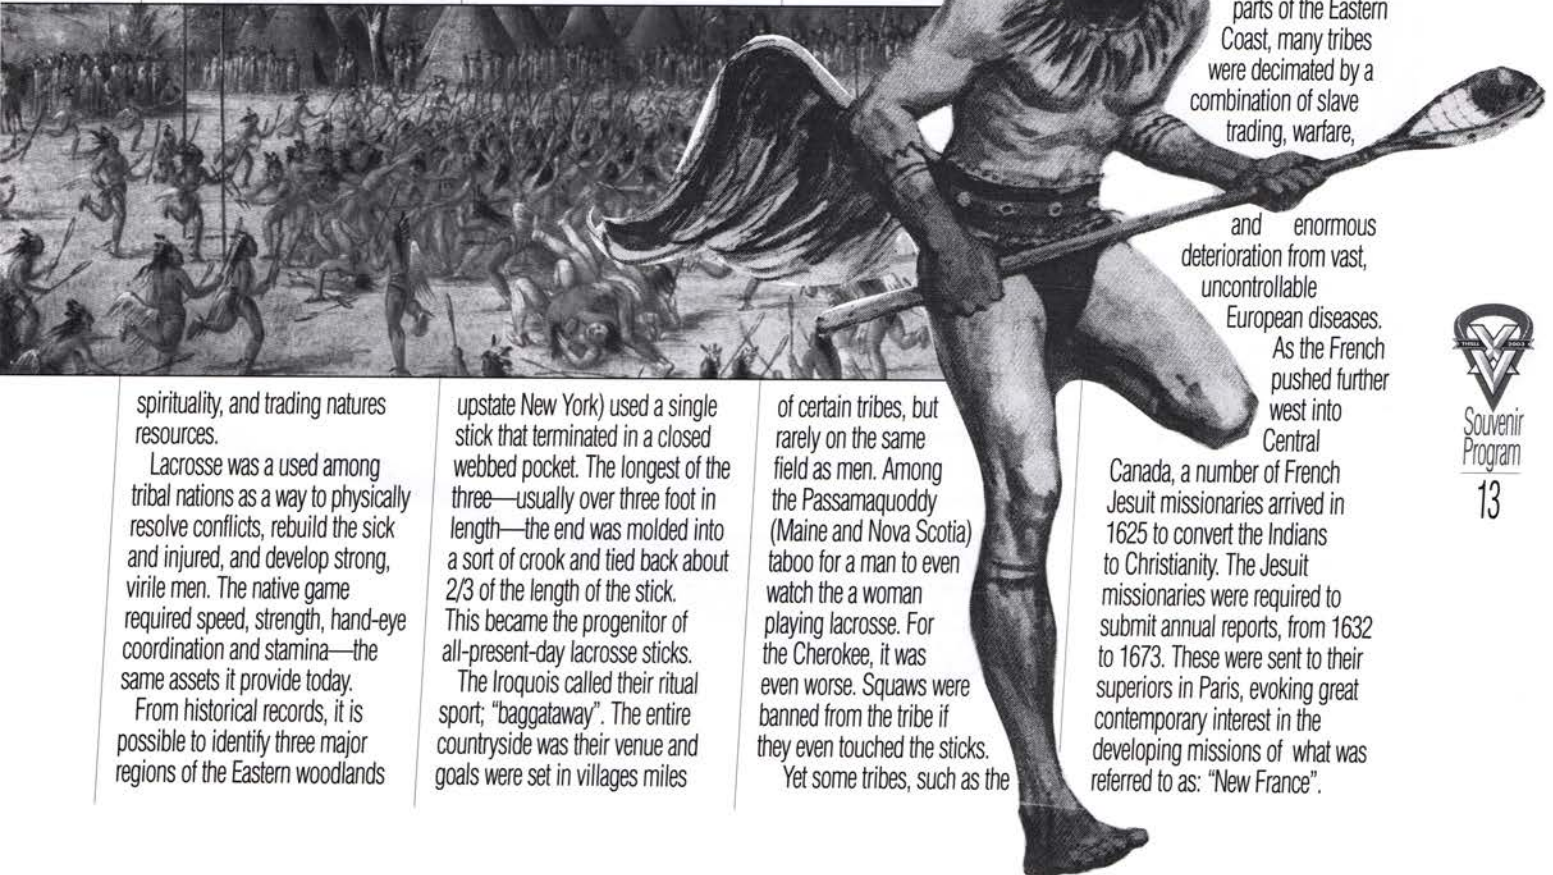 spirituality, and trading natures
resources.
Lacrosse was a used among
tribal nations as a way to physically
resolve conflicts, rebuild the sick
and injured, and develop strong,
virile men. The native game
required speed, strength, hand-eye
coordination and stamina—the
same assets it provide today.
From historical records, it is
possible to identify three major
regions of the Eastern woodlands
upstate New York) used a single
stick that terminated in a closed
webbed pocket. The longest of the
three—usually over three foot in
length—the end was molded into
a sort of crook and tied back about
2/3 of the length of the stick.
This became the progenitor of
all-present-day lacrosse sticks.
The Iroquois called their ritual
sport; “baggataway”. The entire
countryside was their venue and
goals were set in villages miles
of certain tribes, but
rarely on the same
field as men. Among
the Passamaquoddy
(Maine and Nova Scotia)
taboo for a man to even
watch the a woman
playing lacrosse. For
the Cherokee, it was
even worse. Squaws were
banned from the tribe if
they even touched the sticks.
Yet some tribes, such as the
parts of the Eastern
Coast, many tribes
were decimated by a
combination of slave
trading, warfare,
and enormous
deterioration from vast,
uncontrollable
European diseases.
As the French
pushed further
west into
Central
Canada, a number of French
Jesuit missionaries arrived in
1625 to convert the Indians
to Christianity. The Jesuit
missionaries were required to
submit annual reports, from 1632
to 1673. These were sent to their
superiors in Paris, evoking great
contemporary interest in the
developing missions of what was
referred to as: “New France”.
2003
Souvenir
Program
13